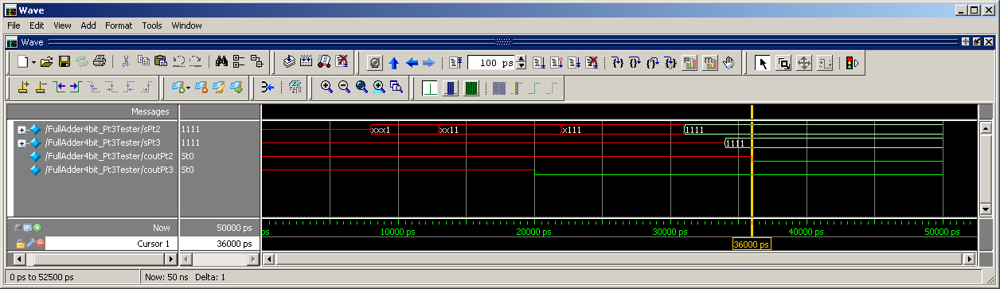 Wave
File Edit View Add Format Tools Window
Wave
100 ps
Messages
/FullAdder4bit_Pt3Tester/sPt2 1111 xxx1 xx11 x111 1111
/FullAdder4bit_Pt3Tester/sPt3 1111 1111
/FullAdder4bit_Pt3Tester/coutPt2 St0
/FullAdder4bit_Pt3Tester/coutPt3 St0
Now 50000 ps ps 10000 ps 20000 ps 30000 ps 40000 ps 50000 ps
Cursor 1 36000 ps 36000 ps
0 ps to 52500 ps Now: 50 ns Delta: 1